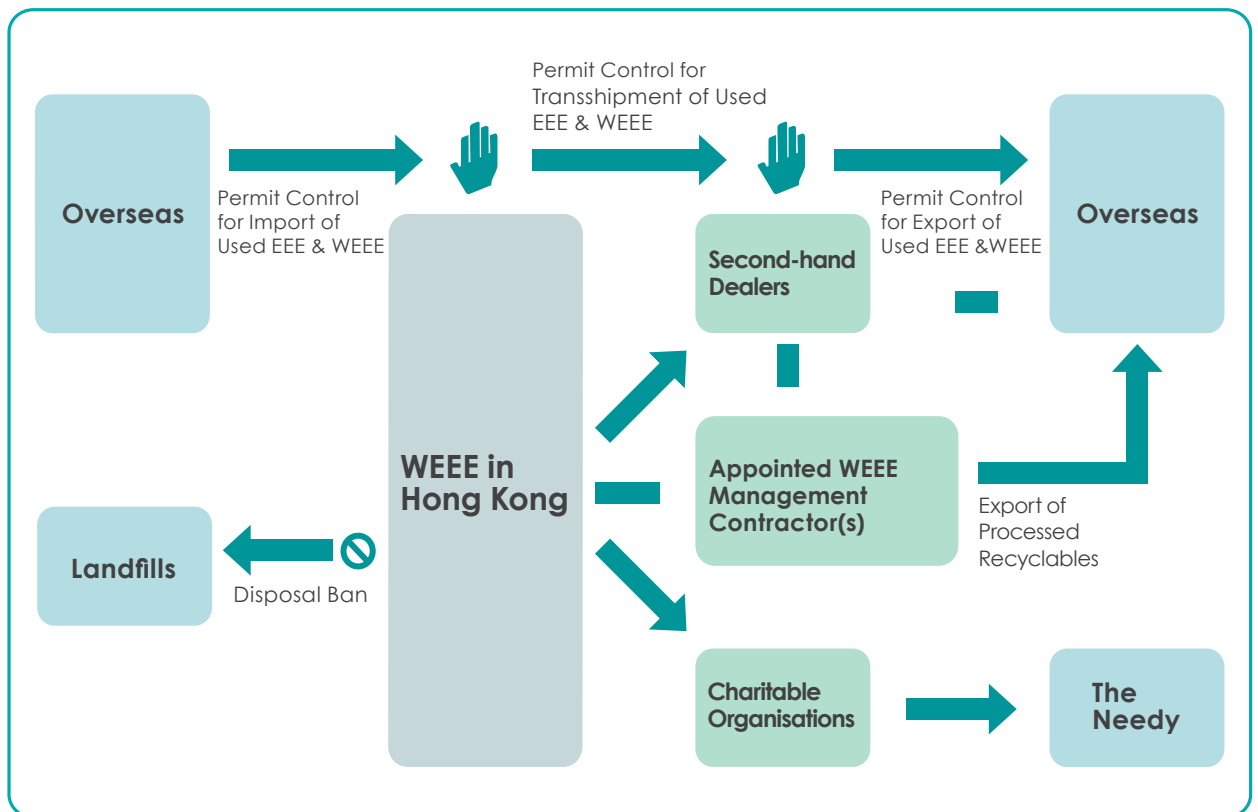 Permit Control for
Transshipment of Used
EEE & WEEE
Overseas
Permit Control
for Import of
Used EEE & WEEE
Permit Control
for Export of
Used EEE &WEEE
Overseas
Second-hand
Dealers
WEEE in
Hong Kong
Appointed WEEE
Management
Contractor(s)
Export of
Processed
Recyclables
Landfills
Disposal Ban
Charitable
Organisations
The
Needy